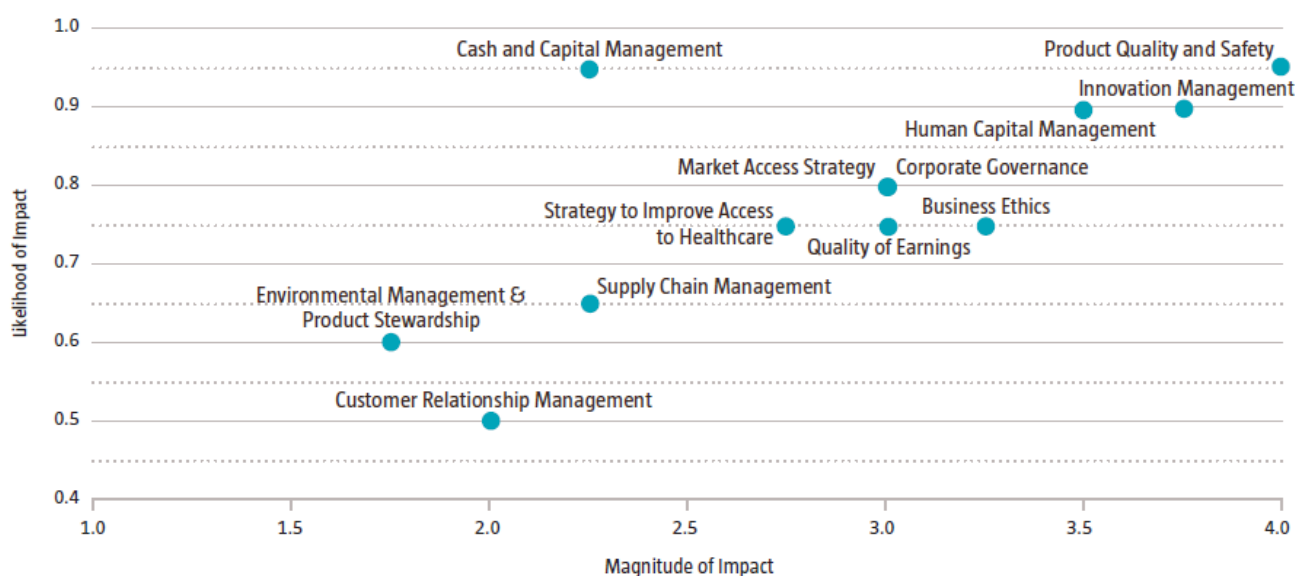 1.0
Cash and Capital Management
Product Quality and Safety
Innovation Management
0.9
Human Capital Management
Market Access Strategy
Corporate Governance
0.8
Strategy to Improve Access
to Healthcare
Business Ethics
Quality of Earnings
0.7
Supply Chain Management
Environmental Management &
Product Stewardship
0.6
Customer Relationship Management
0.5
0.4
1.0 1.5 2.0 2.5 3.0 3.5 4.0
Likelihood of Impact
Magnitude of Impact